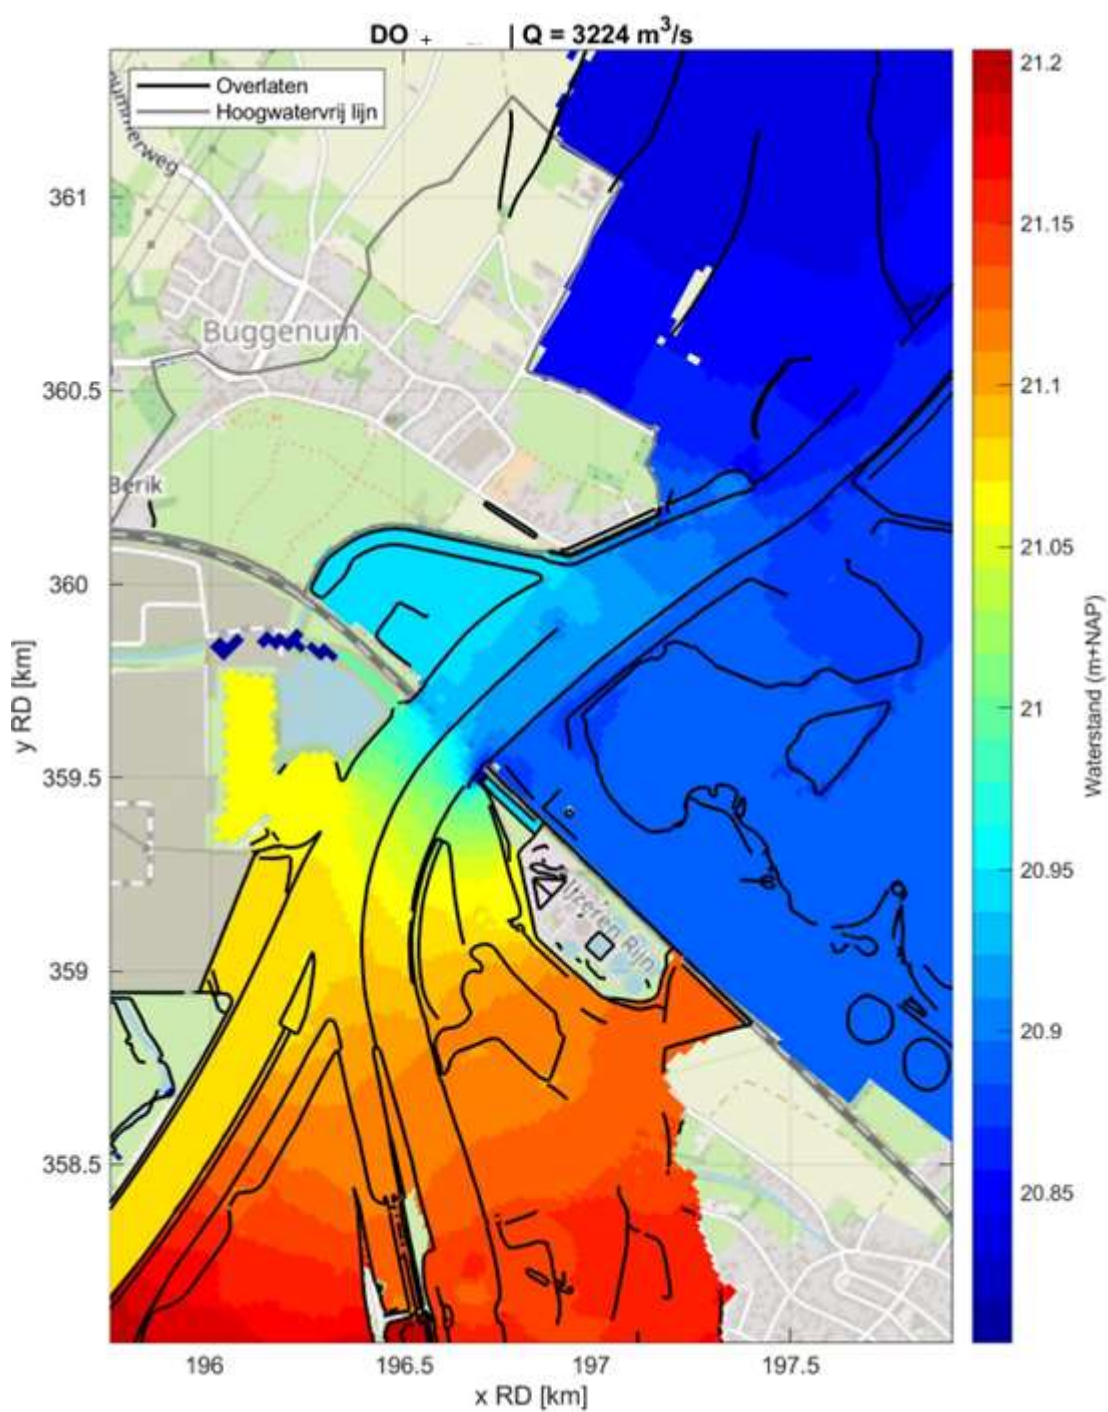 DO + | Q = 3224 m³/s
Overlaten
Hoogwatervrij lijn
Buggenum
Berik
IJzeren Rijn
361
360.5
360
359.5
359
358.5
y RD [km]
196
196.5
197
197.5
x RD [km]
21.2
21.15
21.1
21.05
21
20.95
20.9
20.85
Waterstand (m+NAP)